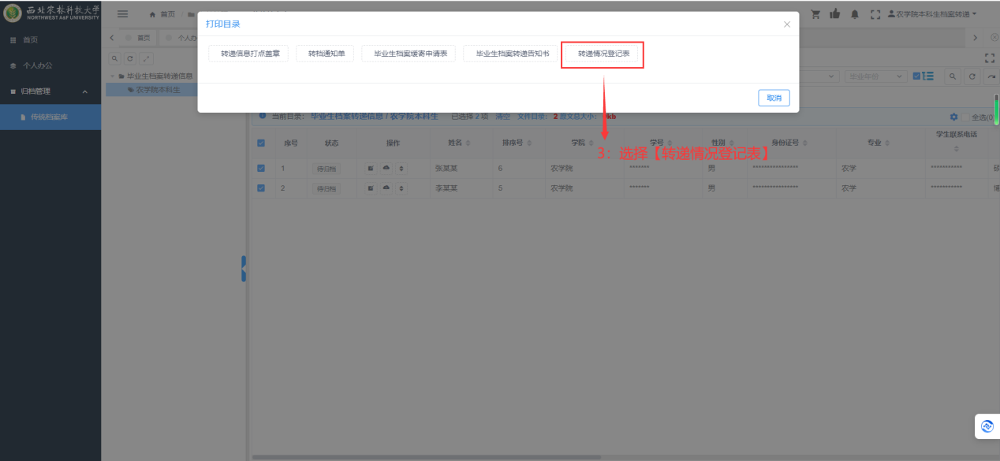 西北农林科技大学
NORTHWEST A&F UNIVERSITY
首页
农学院本科生档案转递
打印目录
首页
个人办公
归档管理
传统档案库
首页
个人办
转递信息打点盖章
转档通知单
毕业生档案缓寄申请表
毕业生档案转递告知书
转递情况登记表
毕业生档案转递信息
农学院本科生
毕业年份
取消
当前目录：
毕业生档案转递信息 / 农学院本科生
已选择 2 项
清空
文件目录：
2
原文总大小：
0kb
全选(0
序号
状态
操作
姓名
排序号
学院
学号
性别
身份证号
专业
学生联系电话
3：选择【转递情况登记表】
1
待归档
张某某
6
农学院
*******
男
****************
农学
***********
2
待归档
李某某
5
农学院
*******
男
****************
农学
***********